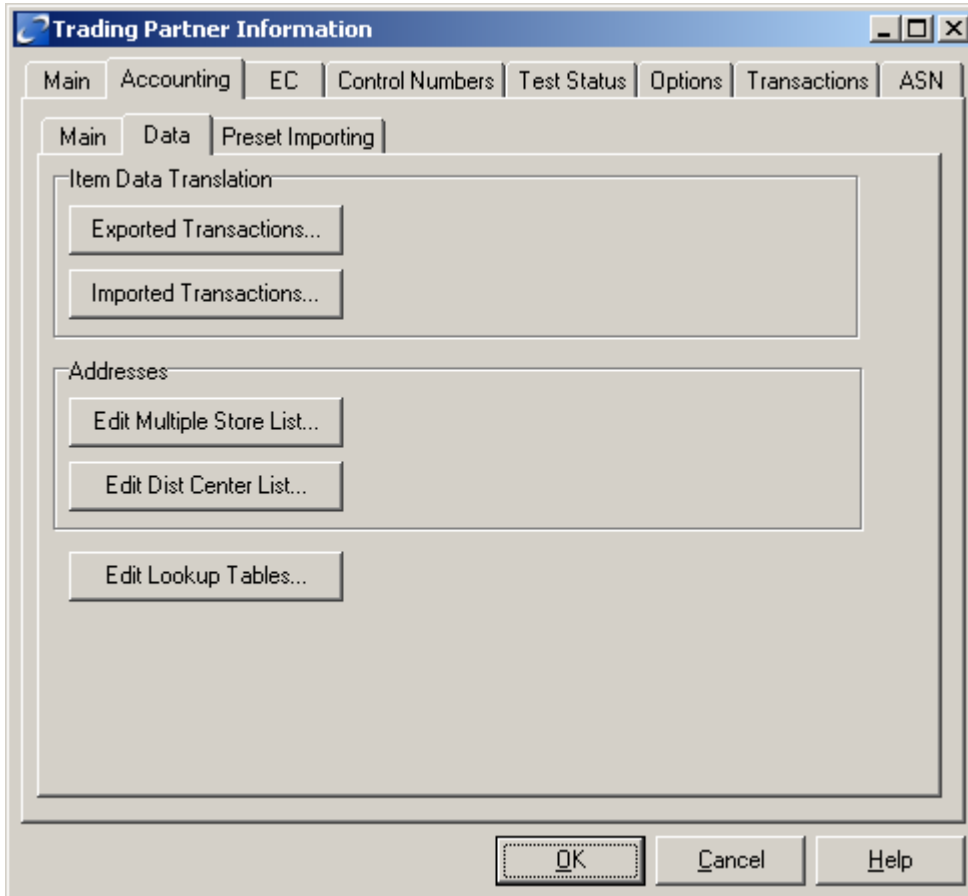 Trading Partner Information
Main Accounting EC Control Numbers Test Status Options Transactions ASN
Main Data Preset Importing
Item Data Translation
Exported Transactions...
Imported Transactions...
Addresses
Edit Multiple Store List...
Edit Dist Center List...
Edit Lookup Tables...
OK Cancel Help